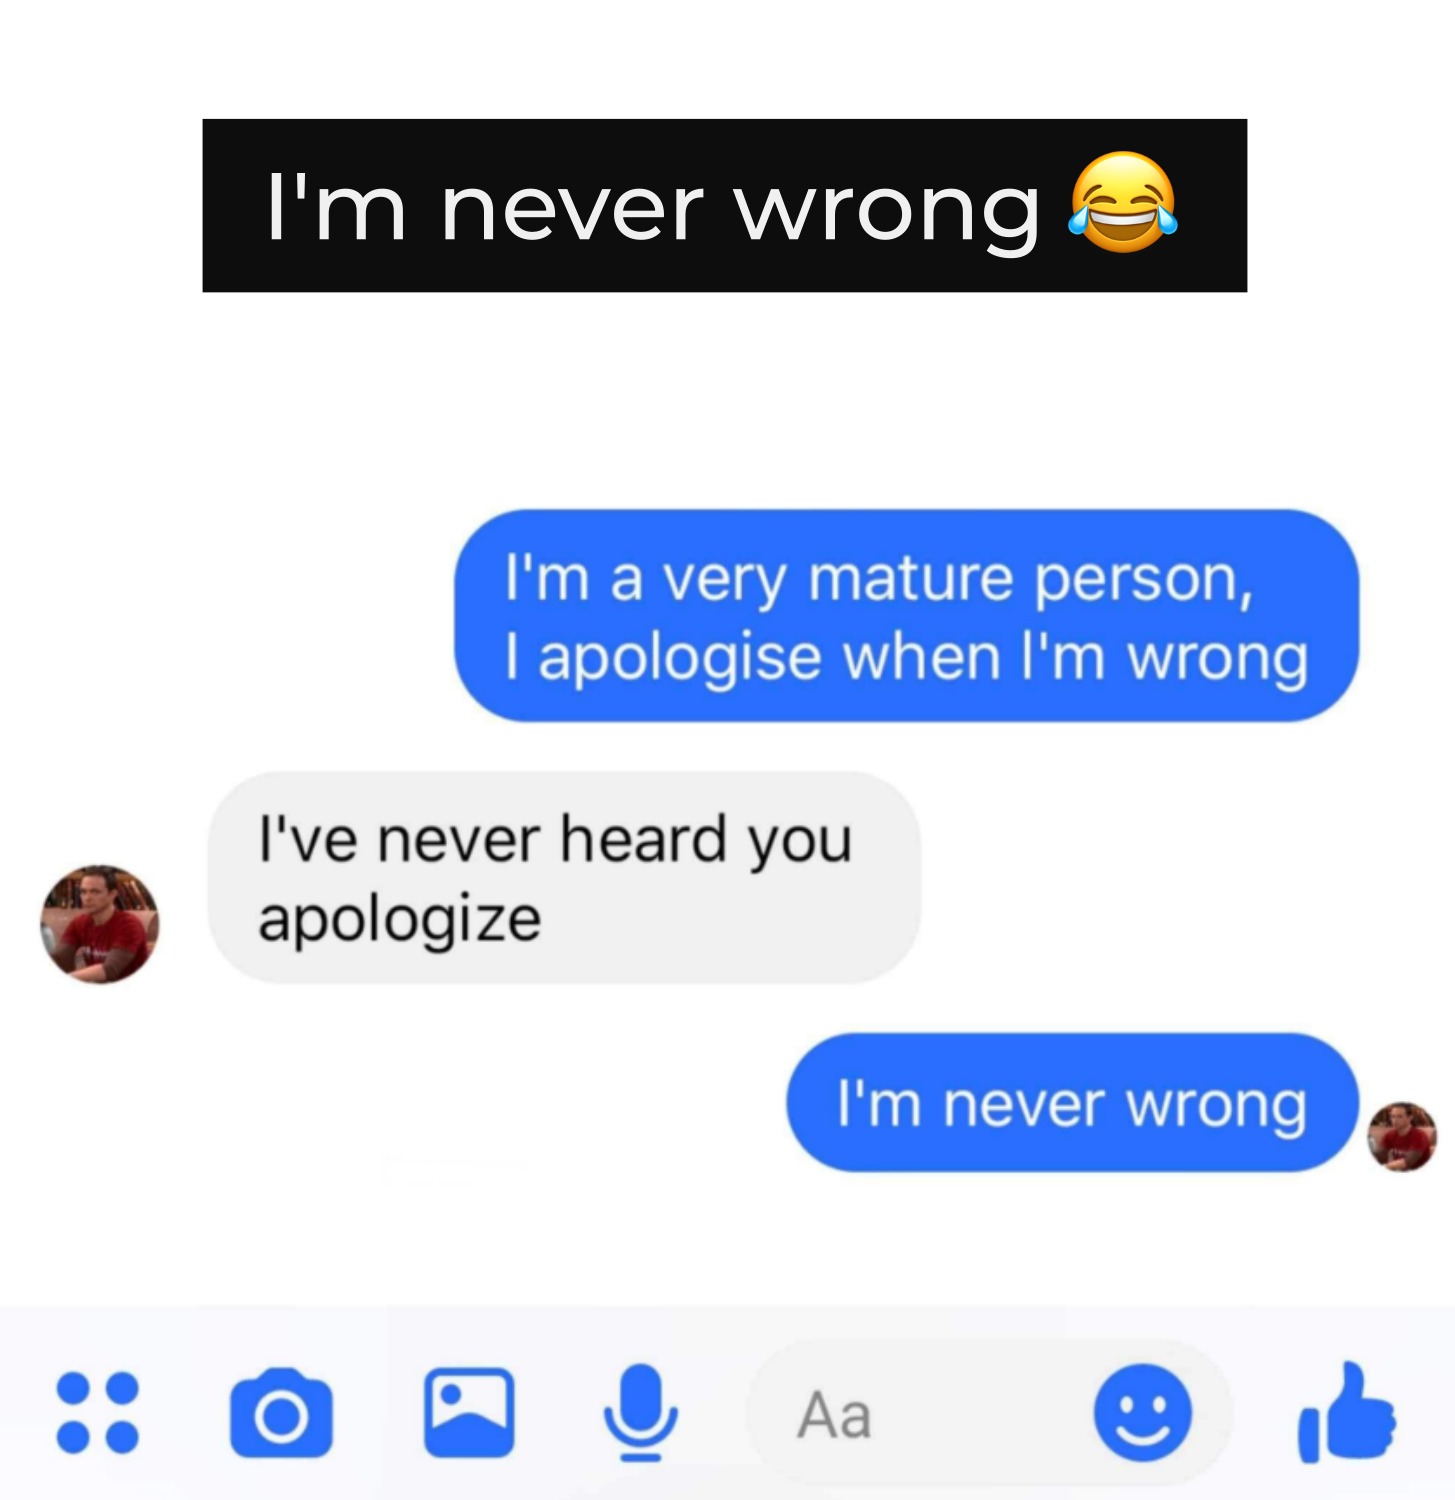 I'm never wrong 😂
I'm a very mature person,
I apologise when I'm wrong
I've never heard you
apologize
I'm never wrong
Aa